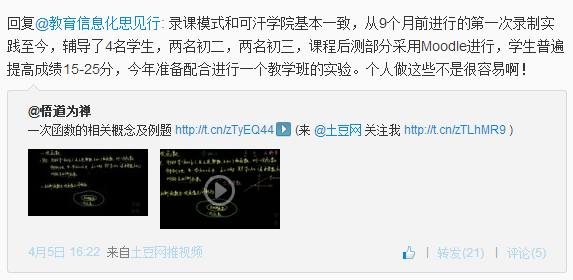 回复@教育信息化思见行: 录课模式和可汗学院基本一致，从9个月前进行的第一次录制实
践至今，辅导了4名学生，两名初二，两名初三，课程后测部分采用Moodle进行，学生普遍
提高成绩15-25分，今年准备配合进行一个教学班的实验。个人做这些不是很容易啊！
@悟道为禅
一次函数的相关概念及例题 http://t.cn/zTyEQ44 (来 @土豆网 关注我 http://t.cn/zTLhMR9 )
4月5日 16:22 来自土豆网推视频 | 转发(21) | 评论(5)